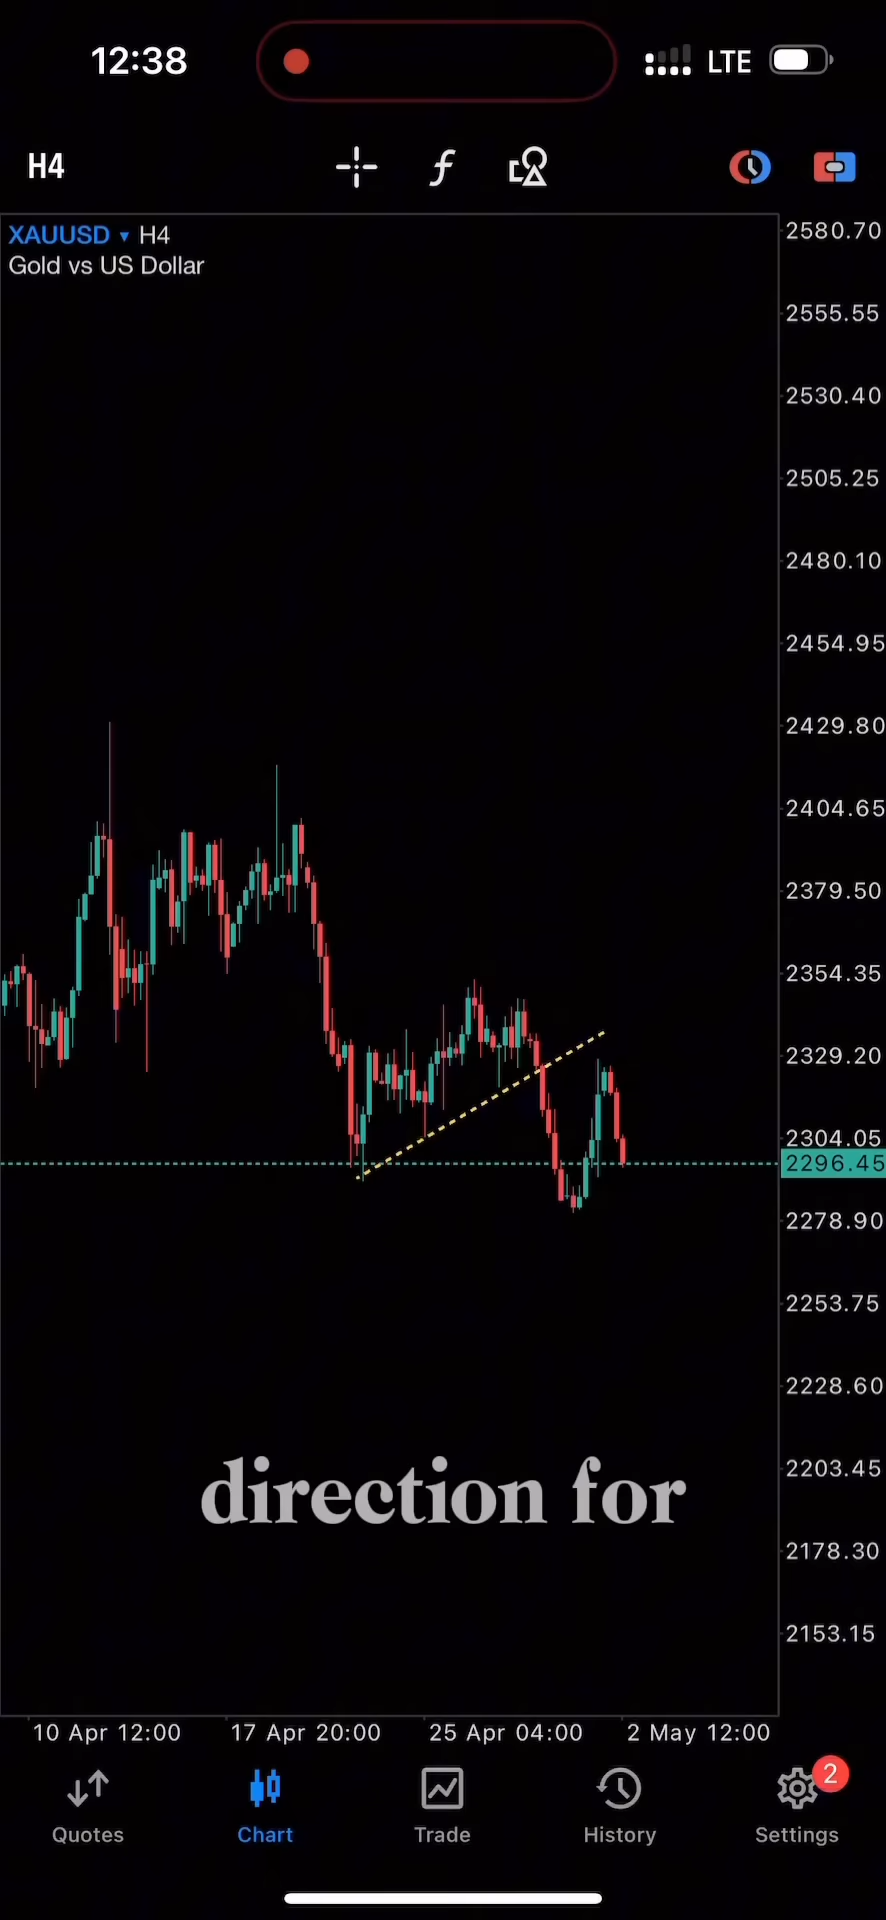 12:38 LTE
H4
XAUUSD ▾ H4
Gold vs US Dollar
2580.70
2555.55
2530.40
2505.25
2480.10
2454.95
2429.80
2404.65
2379.50
2354.35
2329.20
2304.05
2296.45
2278.90
2253.75
2228.60
direction for
2203.45
2178.30
2153.15
10 Apr 12:00 17 Apr 20:00 25 Apr 04:00 2 May 12:00
2
Quotes Chart Trade History Settings